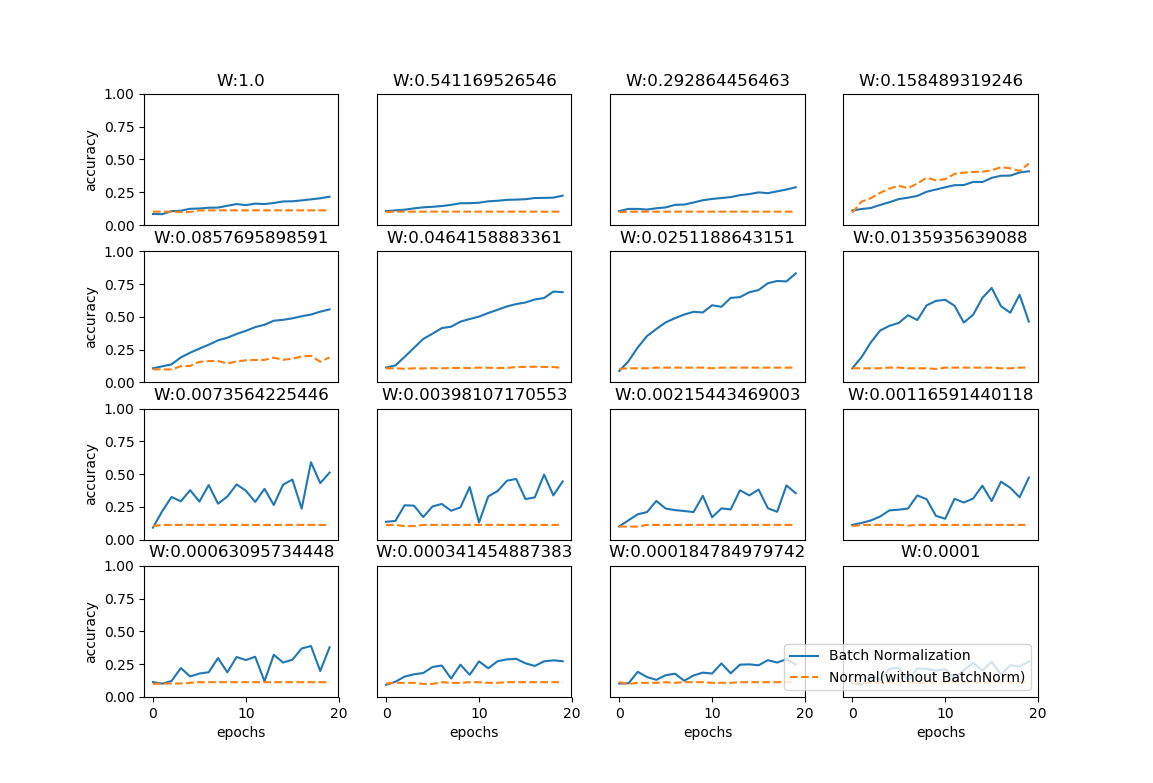 W:1.0 W:0.541169526546 W:0.292864456463 W:0.158489319246
1.00
0.75
0.50
0.25
0.00
accuracy
W:0.0857695898591 W:0.0464158883361 W:0.0251188643151 W:0.0135935639088
1.00
0.75
0.50
0.25
0.00
accuracy
W:0.0073564225446 W:0.00398107170553 W:0.00215443469003 W:0.00116591440118
1.00
0.75
0.50
0.25
0.00
accuracy
W:0.00063095734448 W:0.000341454887383 W:0.000184784979742 W:0.0001
1.00
0.75
0.50
0.25
0.00
accuracy
Batch Normalization
Normal(without BatchNorm)
0 10 20 0 10 20 0 10 20 0 10 20
epochs epochs epochs epochs